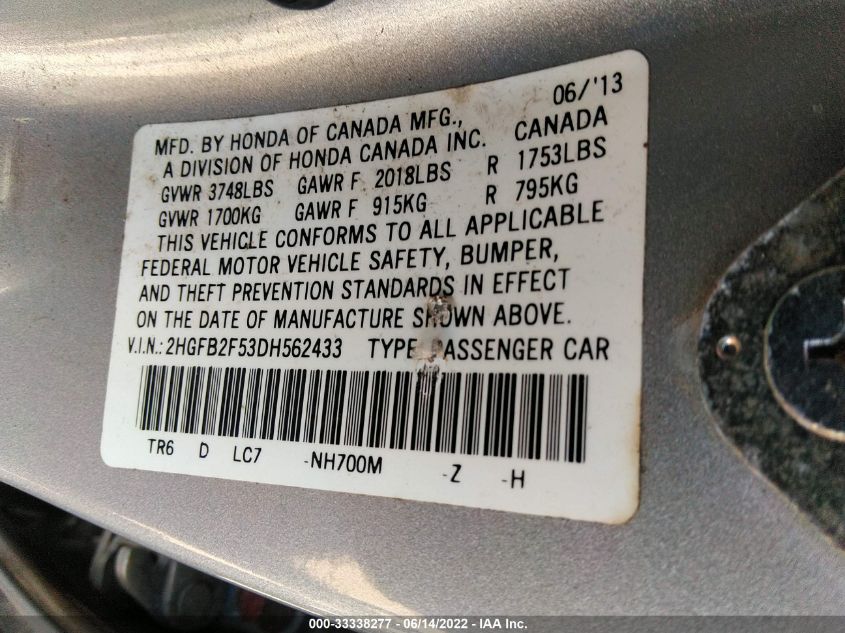 06/'13
MFD. BY HONDA OF CANADA MFG., CANADA
A DIVISION OF HONDA CANADA INC.
GVWR 3748LBS GAWR F 2018LBS R 1753LBS
GVWR 1700KG GAWR F 915KG R 795KG
THIS VEHICLE CONFORMS TO ALL APPLICABLE
FEDERAL MOTOR VEHICLE SAFETY, BUMPER,
AND THEFT PREVENTION STANDARDS IN EFFECT
ON THE DATE OF MANUFACTURE SHOWN ABOVE.
V.I.N.: 2HGFB2F53DH562433 TYPE: PASSENGER CAR
TR6 D LC7 -NH700M -Z -H
000-33338277 - 06/14/2022 - IAA Inc.